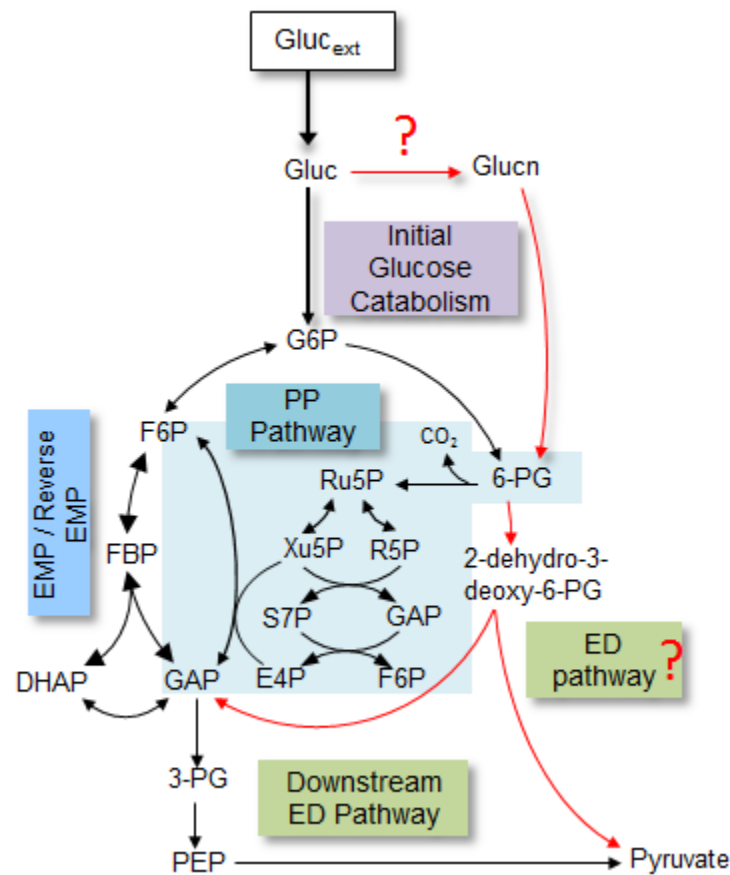 Gluc ext
?
Gluc
Glucn
Initial
Glucose
Catabolism
G6P
PP
Pathway
F6P
CO₂
6-PG
Ru5P
EMP / Reverse
EMP
FBP
Xu5P
R5P
2-dehydro-3-
deoxy-6-PG
S7P
GAP
ED
pathway
?
DHAP
GAP
E4P
F6P
3-PG
Downstream
ED Pathway
PEP
Pyruvate